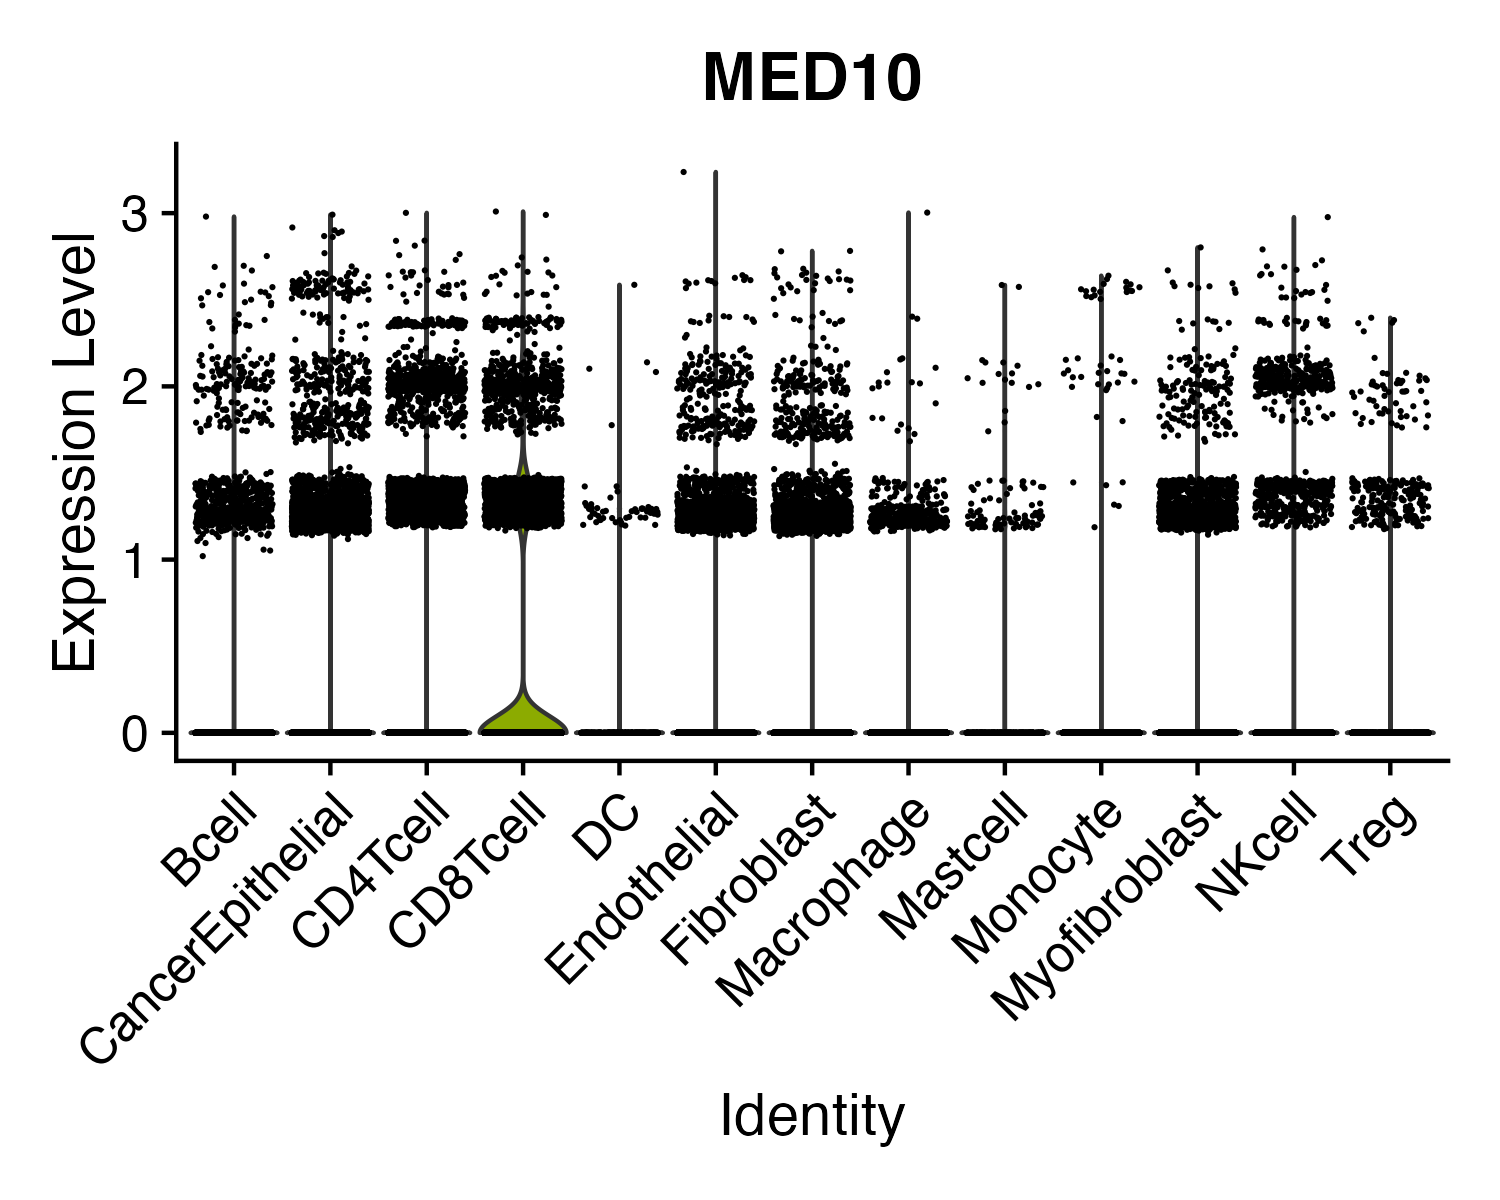 MED10
Expression Level
3
2
1
0
Bcell
CancerEpithelial
CD4Tcell
CD8Tcell
DC
Endothelial
Fibroblast
Macrophage
Mastcell
Monocyte
Myofibroblast
NKcell
Treg
Identity